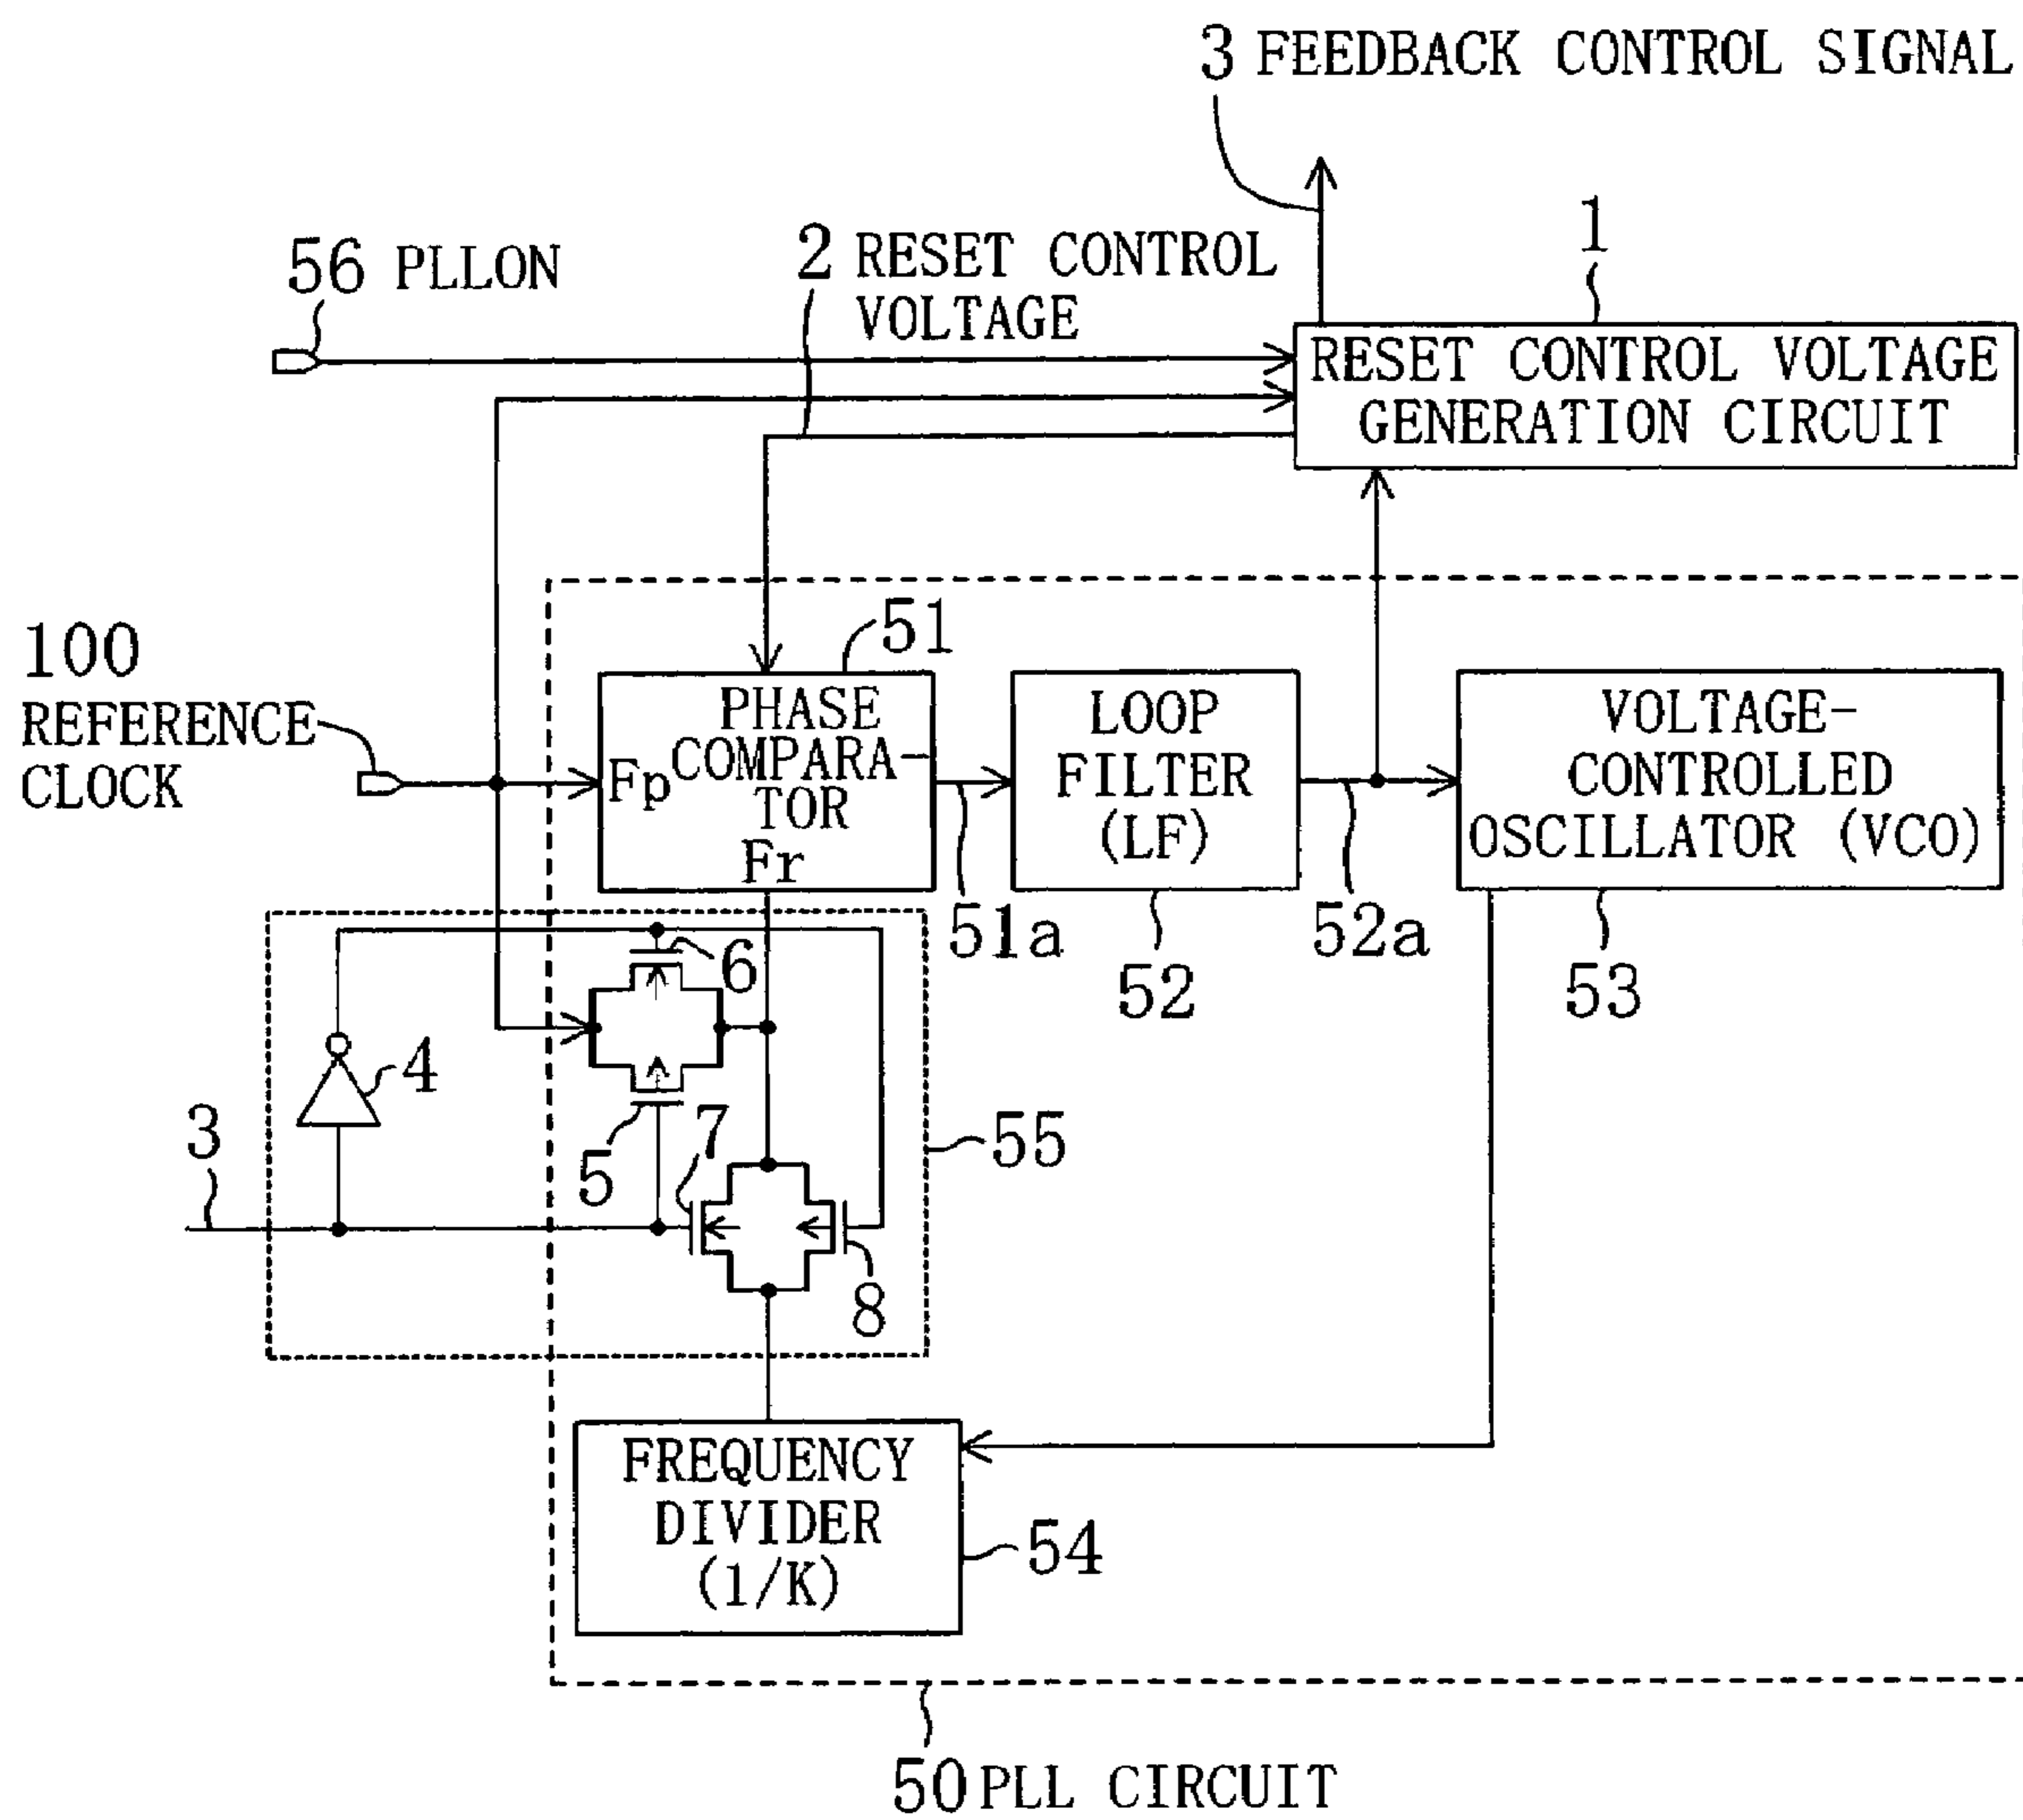 3 FEEDBACK CONTROL SIGNAL
56 PLLON
2 RESET CONTROL
VOLTAGE
1
RESET CONTROL VOLTAGE
GENERATION CIRCUIT
100
REFERENCE
CLOCK
51
PHASE
COMPARA-
TOR
Fp
Fr
51a
LOOP
FILTER
(LF)
52
52a
VOLTAGE-
CONTROLLED
OSCILLATOR (VCO)
53
6
4
5
7
3
8
55
FREQUENCY
DIVIDER
(1/K)
54
50 PLL CIRCUIT